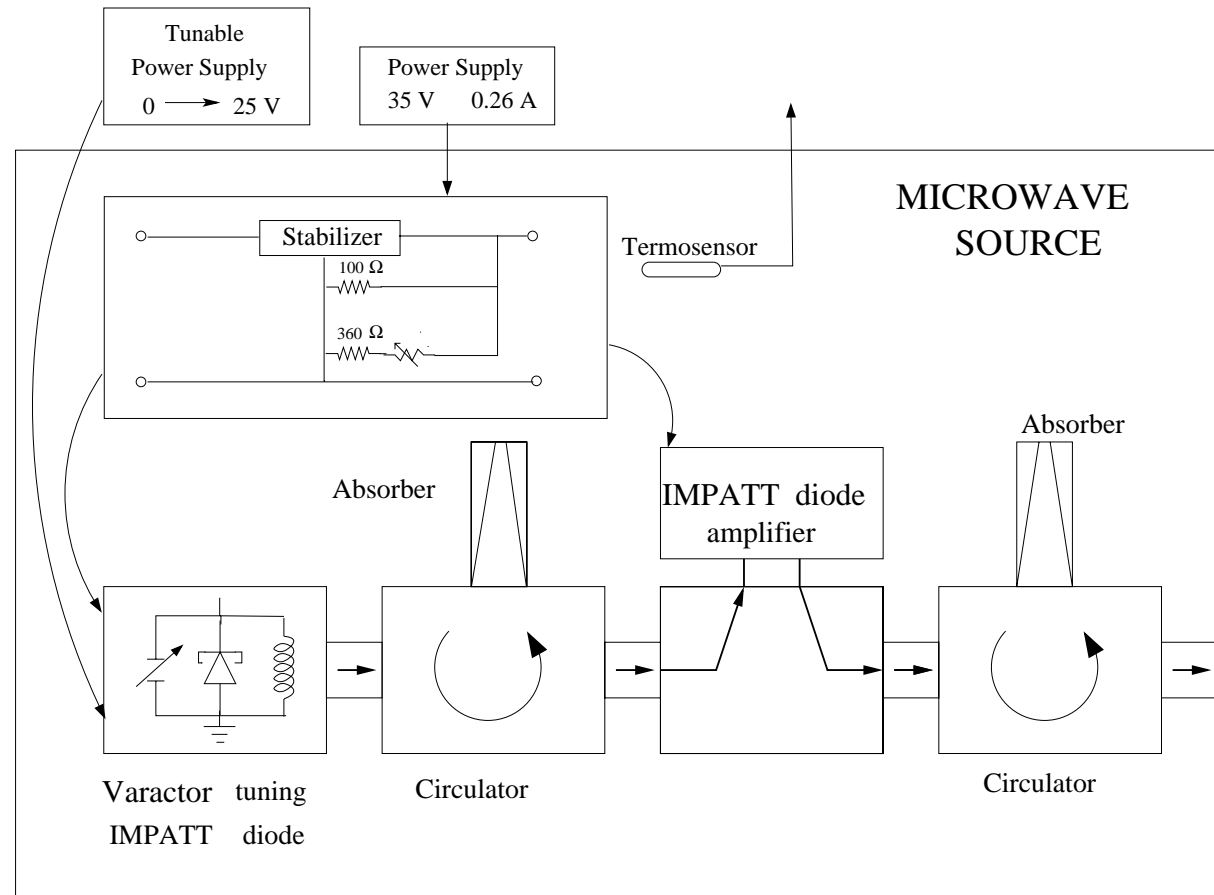 Tunable
Power Supply
0 25 V
Power Supply
35 V 0.26 A
MICROWAVE
SOURCE
Stabilizer
100 Ω
360 Ω
Termosensor
Absorber
Absorber
IMPATT diode
amplifier
Varactor tuning
IMPATT diode
Circulator
Circulator